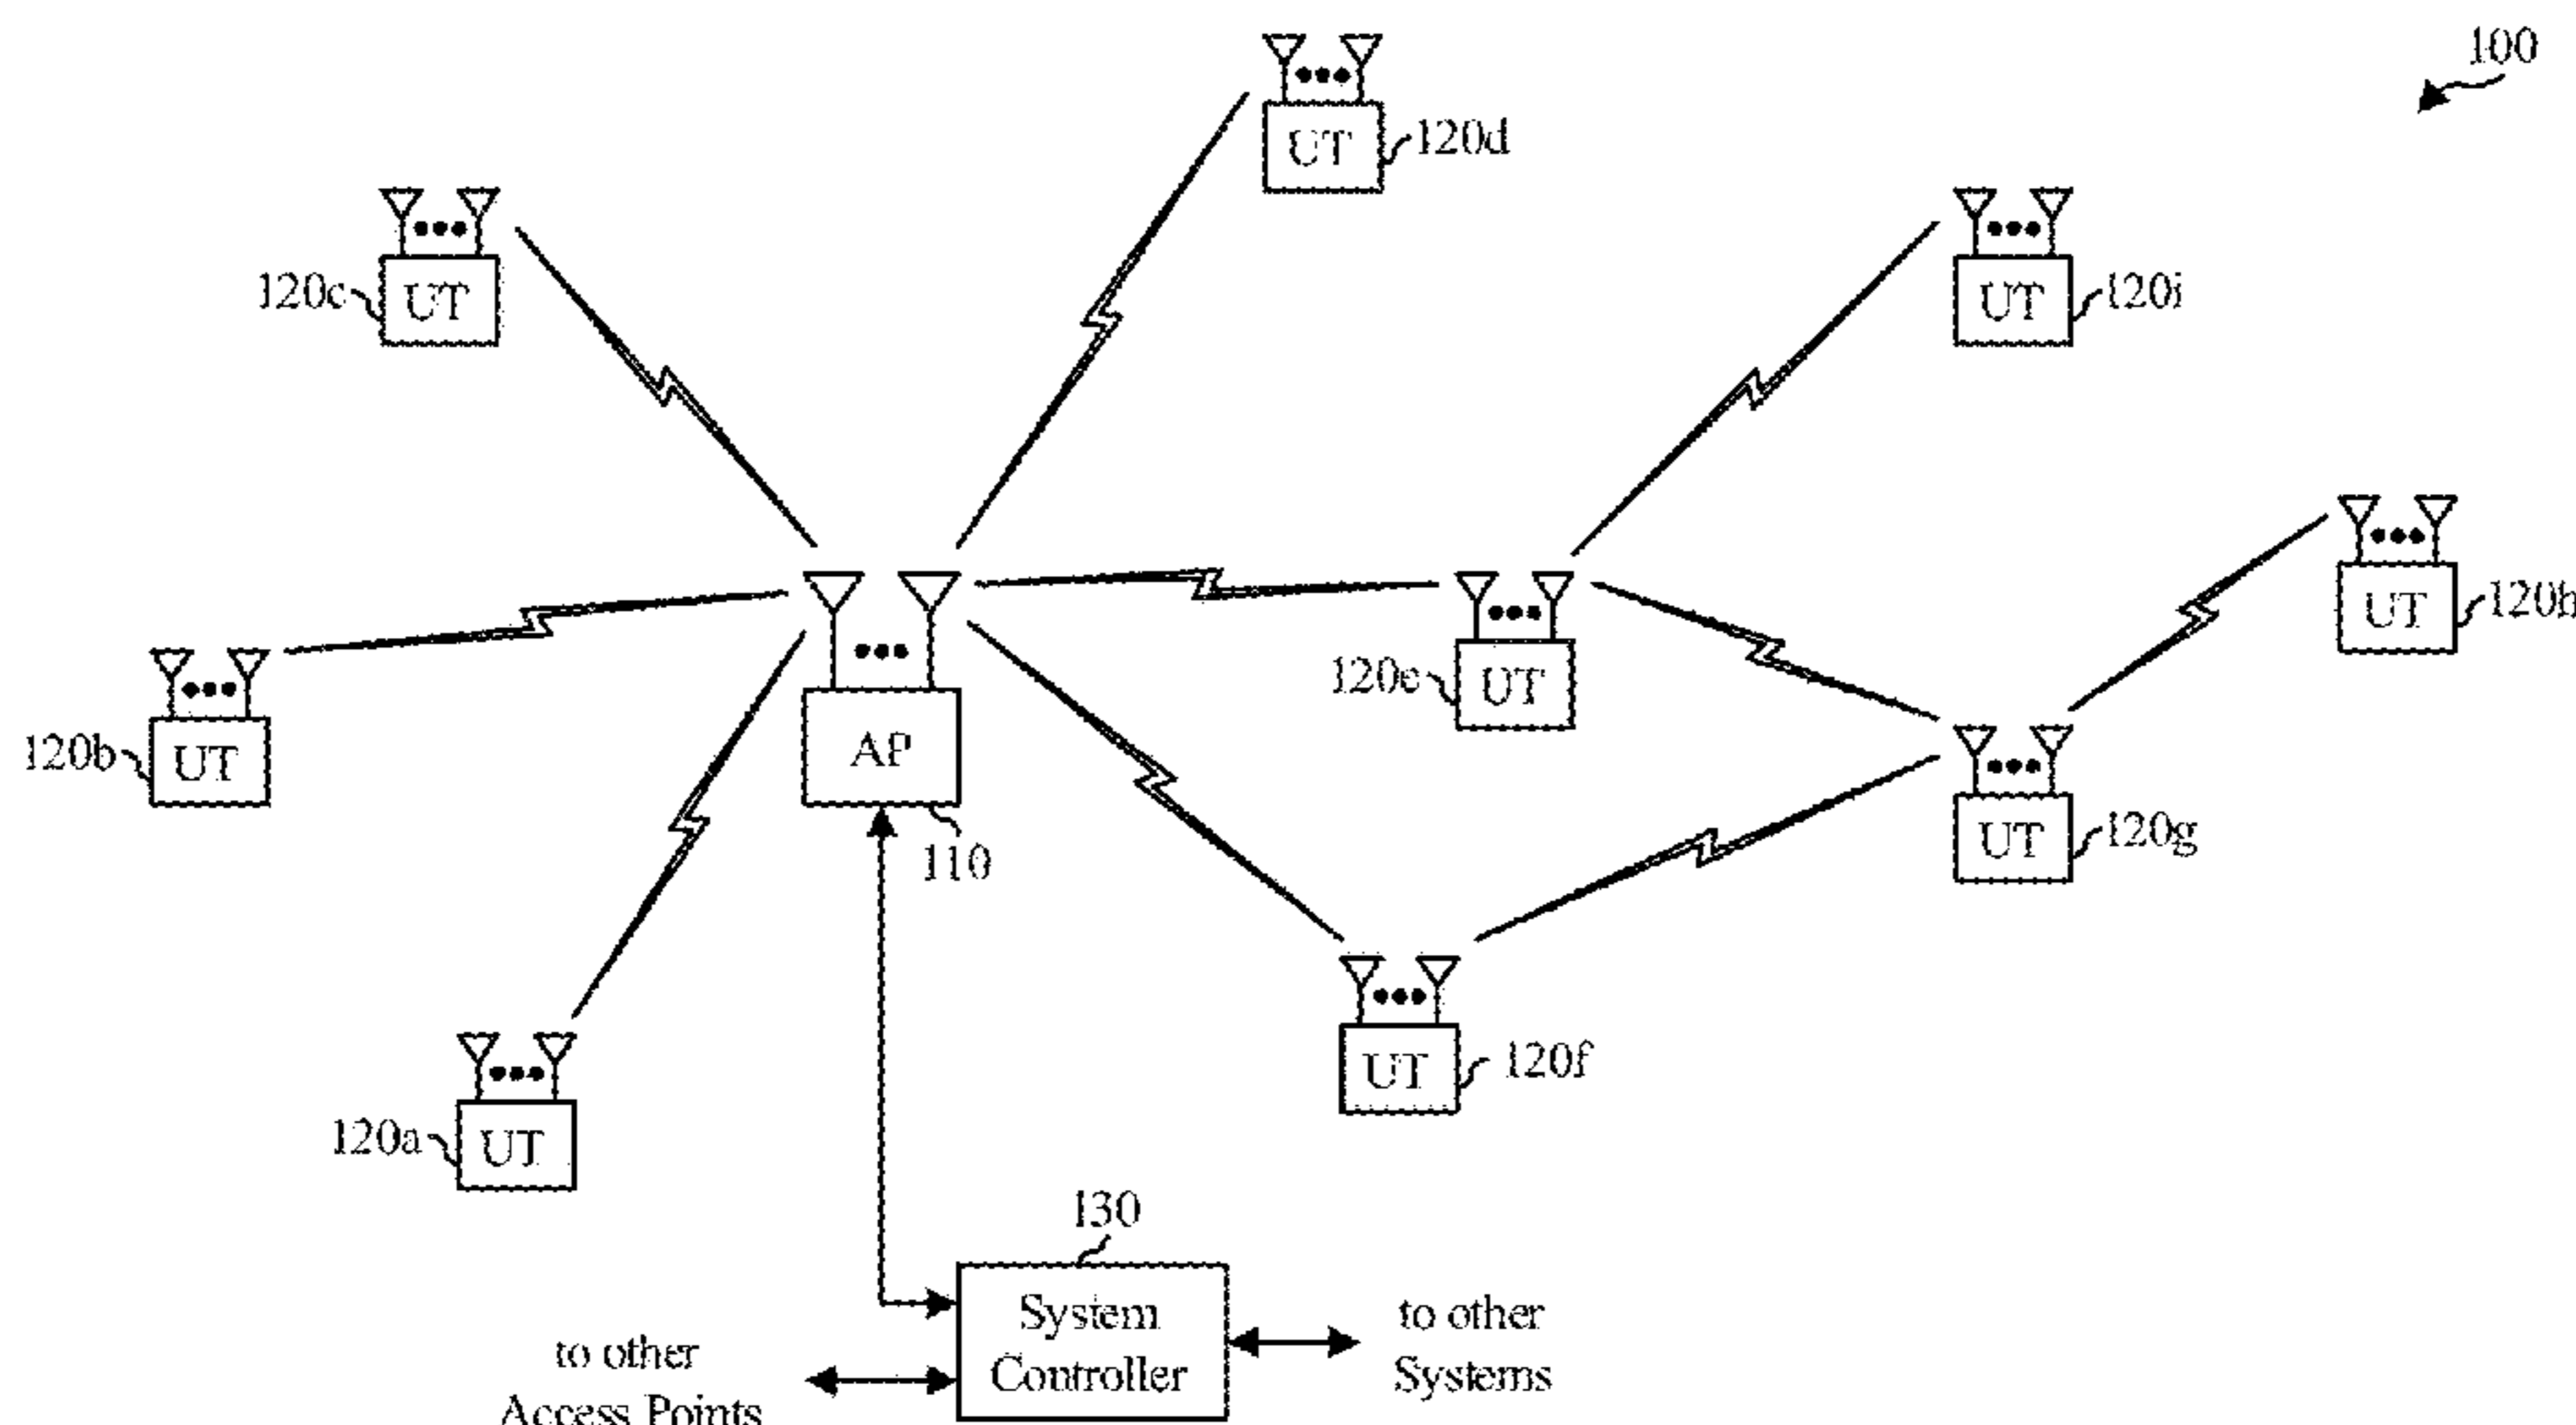 100
UT
120d
120c
UT
UT
120i
UT
120h
120e
UT
120b
UT
AP
110
UT
120g
UT
120f
120a
UT
130
System
Controller
to other
Systems
to other
Access Points